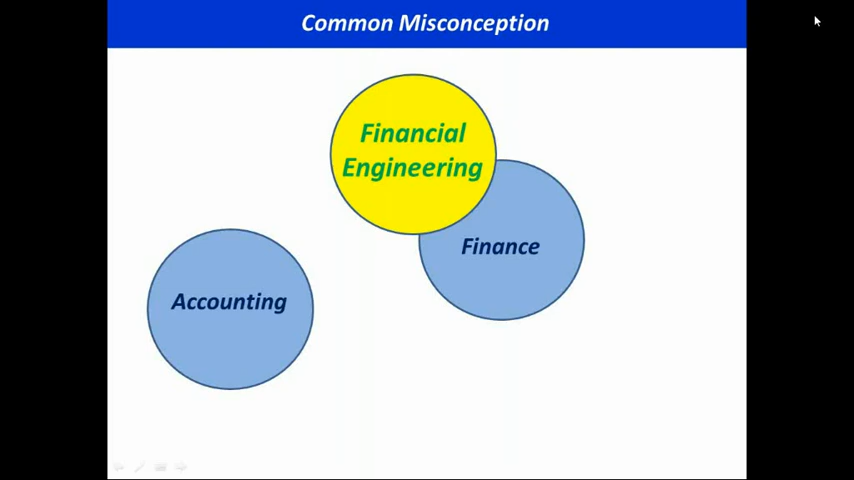 Common Misconception
Financial
Engineering
Finance
Accounting